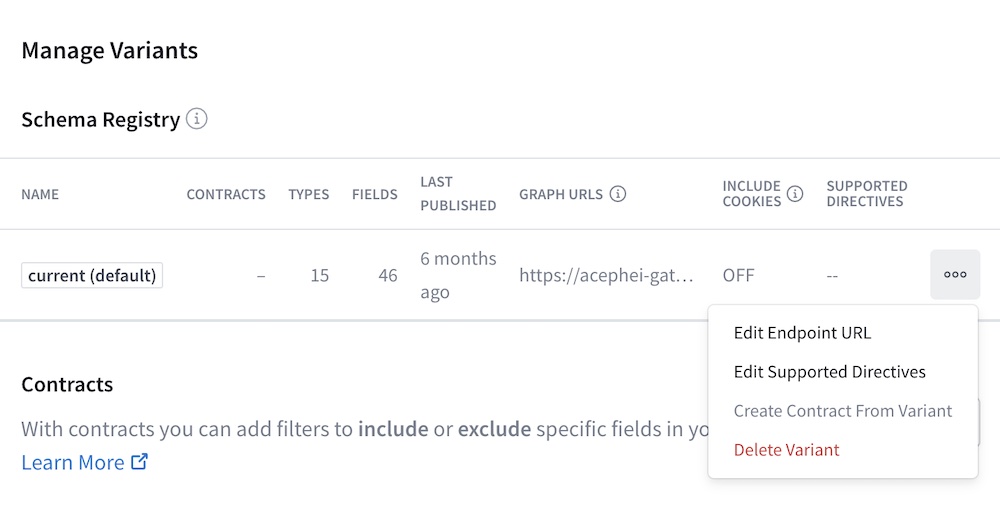 Manage Variants
Schema Registry
NAME CONTRACTS TYPES FIELDS LAST PUBLISHED GRAPH URLS INCLUDE COOKIES SUPPORTED DIRECTIVES
current (default) – 15 46 6 months ago https://acephei-gat… OFF --
Edit Endpoint URL
Edit Supported Directives
Create Contract From Variant
Delete Variant
Contracts
With contracts you can add filters to include or exclude specific fields in yo
Learn More